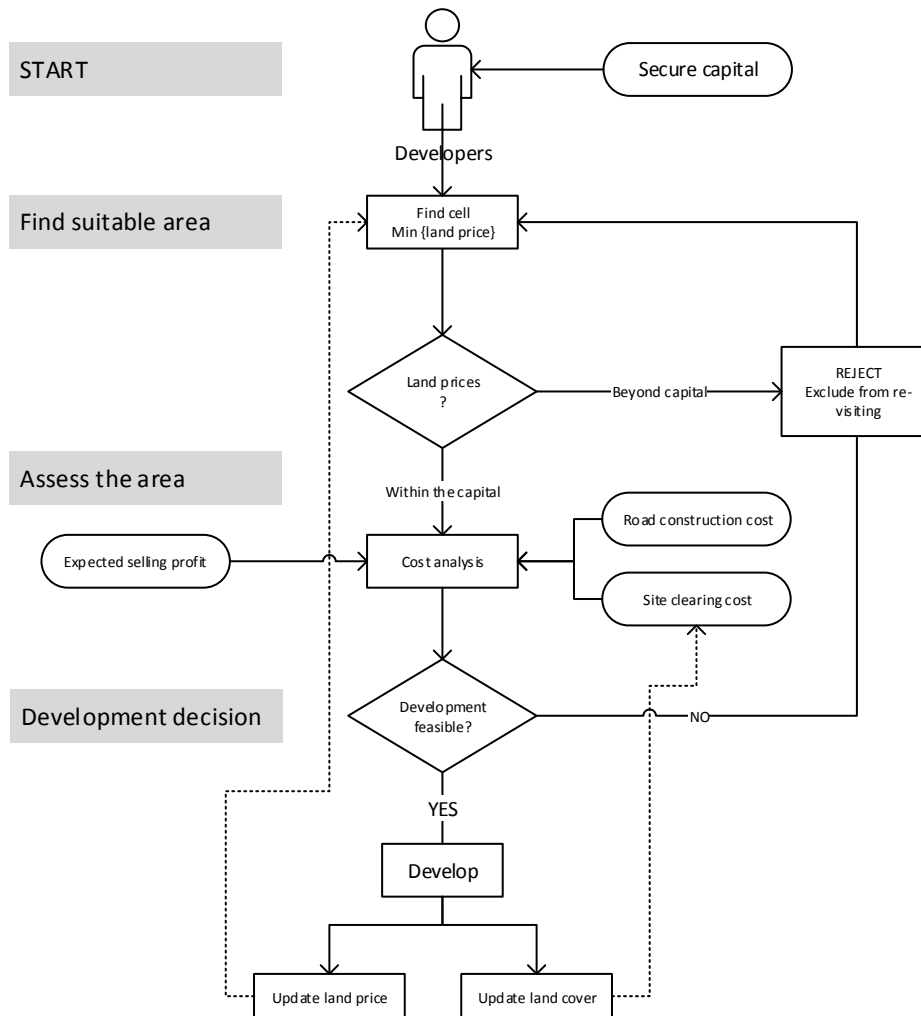 START
Secure capital
Developers
Find suitable area
Find cell
Min {land price}
Land prices
?
Beyond capital
REJECT
Exclude from re-
visiting
Assess the area
Within the capital
Road construction cost
Expected selling profit
Cost analysis
Site clearing cost
Development decision
Development
feasible?
NO
YES
Develop
Update land price
Update land cover